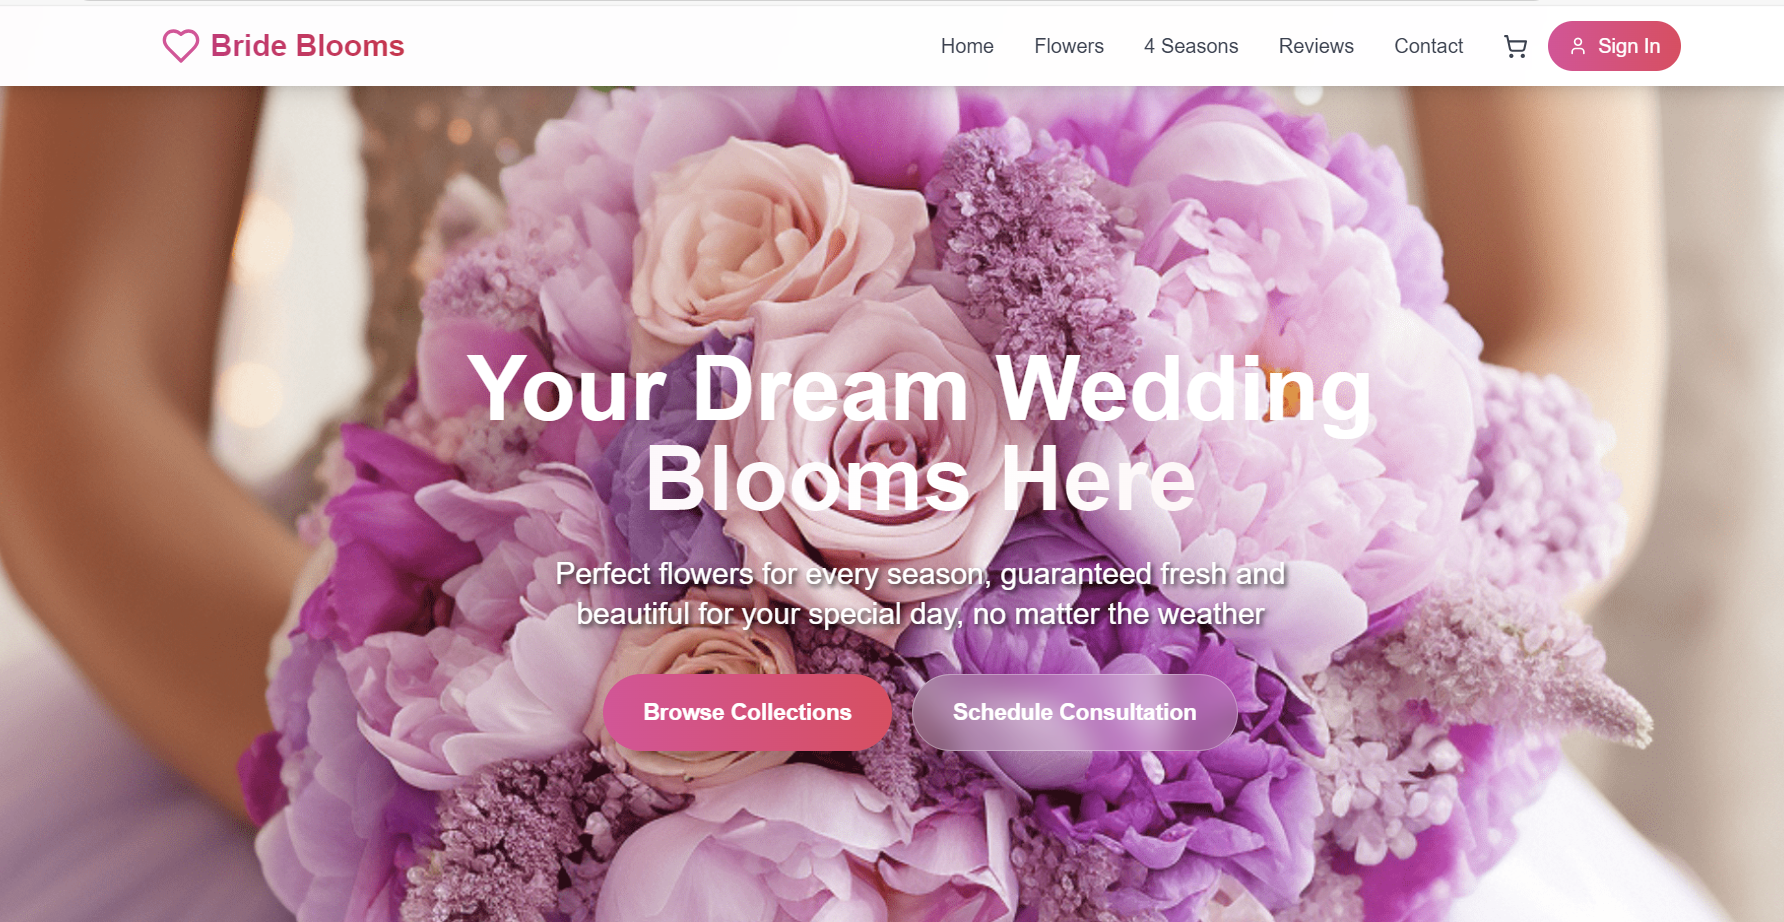 Bride Blooms
Home Flowers 4 Seasons Reviews Contact Sign In
Your Dream Wedding
Blooms Here
Perfect flowers for every season, guaranteed fresh and
beautiful for your special day, no matter the weather
Browse Collections Schedule Consultation